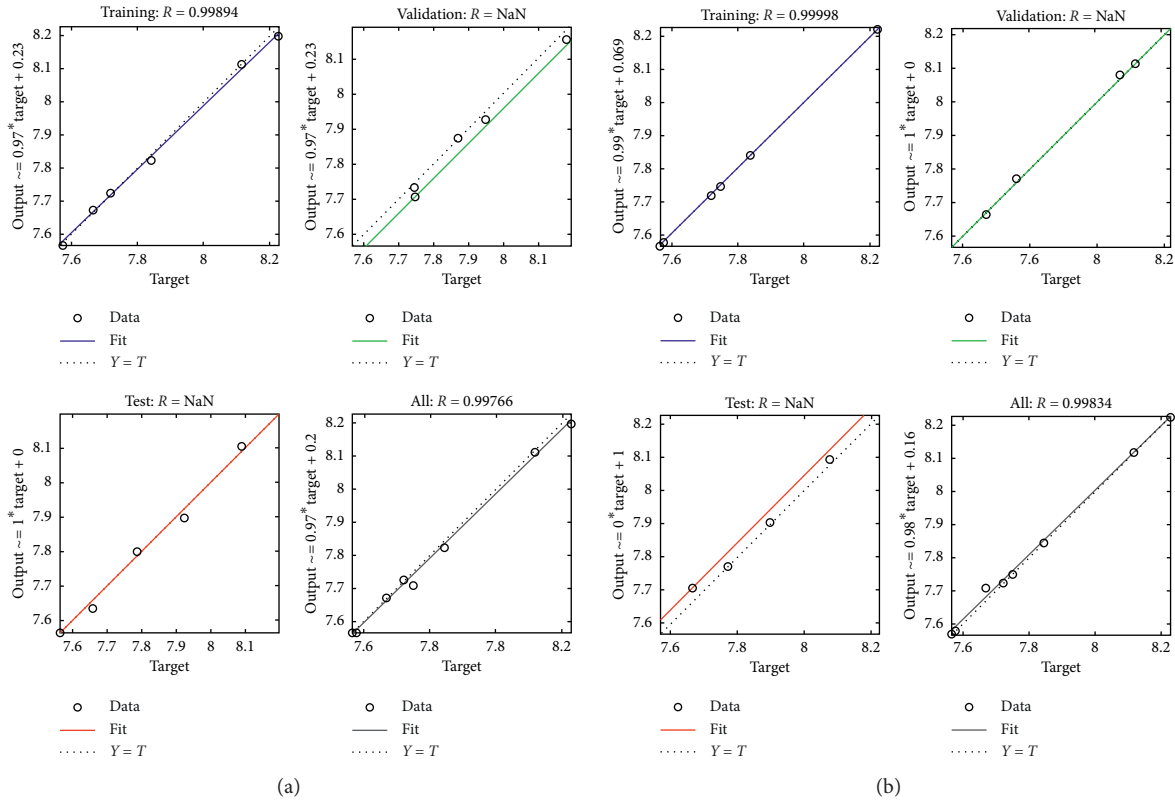 Training: R = 0.99894
Output ~= 0.97* target + 0.23
8.2
8.1
8
7.9
7.8
7.7
7.6
7.6 7.8 8 8.2
Target
Data
Fit
Y = T
Validation: R = NaN
Output ~= 0.97* target + 0.23
8.1
8
7.9
7.8
7.7
7.6
7.6 7.7 7.8 7.9 8 8.1
Target
Data
Fit
Y = T
Test: R = NaN
Output ~= 1* target + 0
8.1
8
7.9
7.8
7.7
7.6
7.6 7.7 7.8 7.9 8 8.1
Target
Data
Fit
Y = T
All: R = 0.99766
Output ~= 0.97* target + 0.2
8.2
8.1
8
7.9
7.8
7.7
7.6
7.6 7.8 8 8.2
Target
Data
Fit
Y = T
(a)
Training: R = 0.99998
Output ~= 0.99* target + 0.069
8.2
8.1
8
7.9
7.8
7.7
7.6
7.6 7.8 8 8.2
Target
Data
Fit
Y = T
Validation: R = NaN
Output ~= 1* target + 0
8.2
8.1
8
7.9
7.8
7.7
7.6
7.6 7.8 8 8.2
Target
Data
Fit
Y = T
Test: R = NaN
Output ~= 0* target + 1
8.2
8.1
8
7.9
7.8
7.7
7.6
7.6 7.8 8 8.2
Target
Data
Fit
Y = T
All: R = 0.99834
Output ~= 0.98* target + 0.16
8.2
8.1
8
7.9
7.8
7.7
7.6
7.6 7.8 8 8.2
Target
Data
Fit
Y = T
(b)